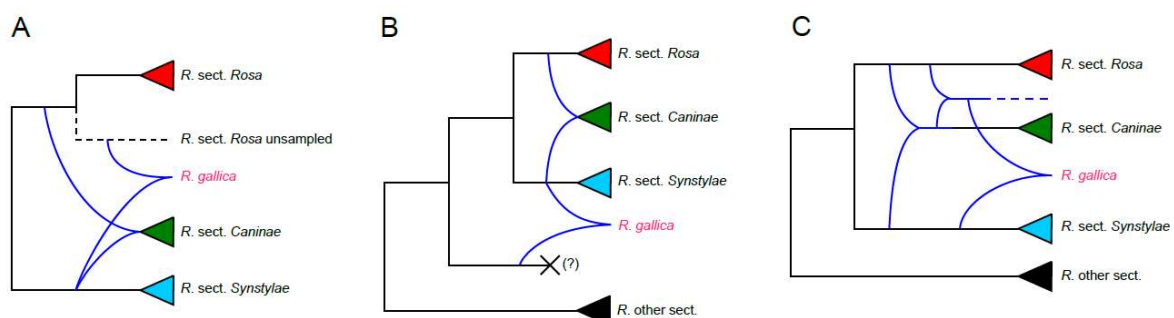 A
R. sect. Rosa
R. sect. Rosa unsampled
R. gallica
R. sect. Caninae
R. sect. Synstylae
B
R. sect. Rosa
R. sect. Caninae
R. sect. Synstylae
R. gallica
(?)
R. other sect.
C
R. sect. Rosa
R. sect. Caninae
R. gallica
R. sect. Synstylae
R. other sect.